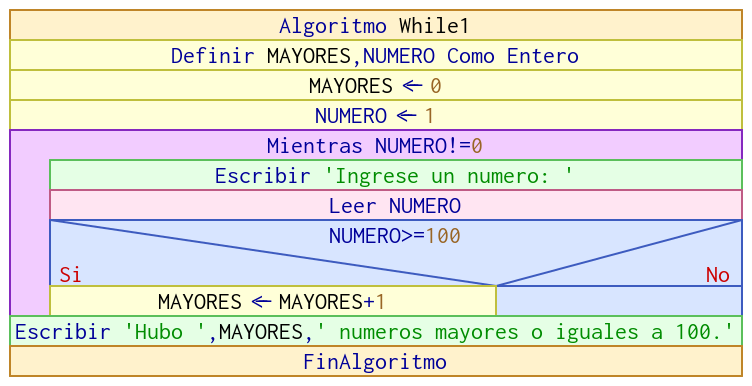 Algoritmo While1
Definir MAYORES,NUMERO Como Entero
MAYORES ← 0
NUMERO ← 1
Mientras NUMERO!=0
Escribir 'Ingrese un numero: '
Leer NUMERO
NUMERO>=100
Si No
MAYORES ← MAYORES+1
Escribir 'Hubo ',MAYORES,' numeros mayores o iguales a 100.'
FinAlgoritmo